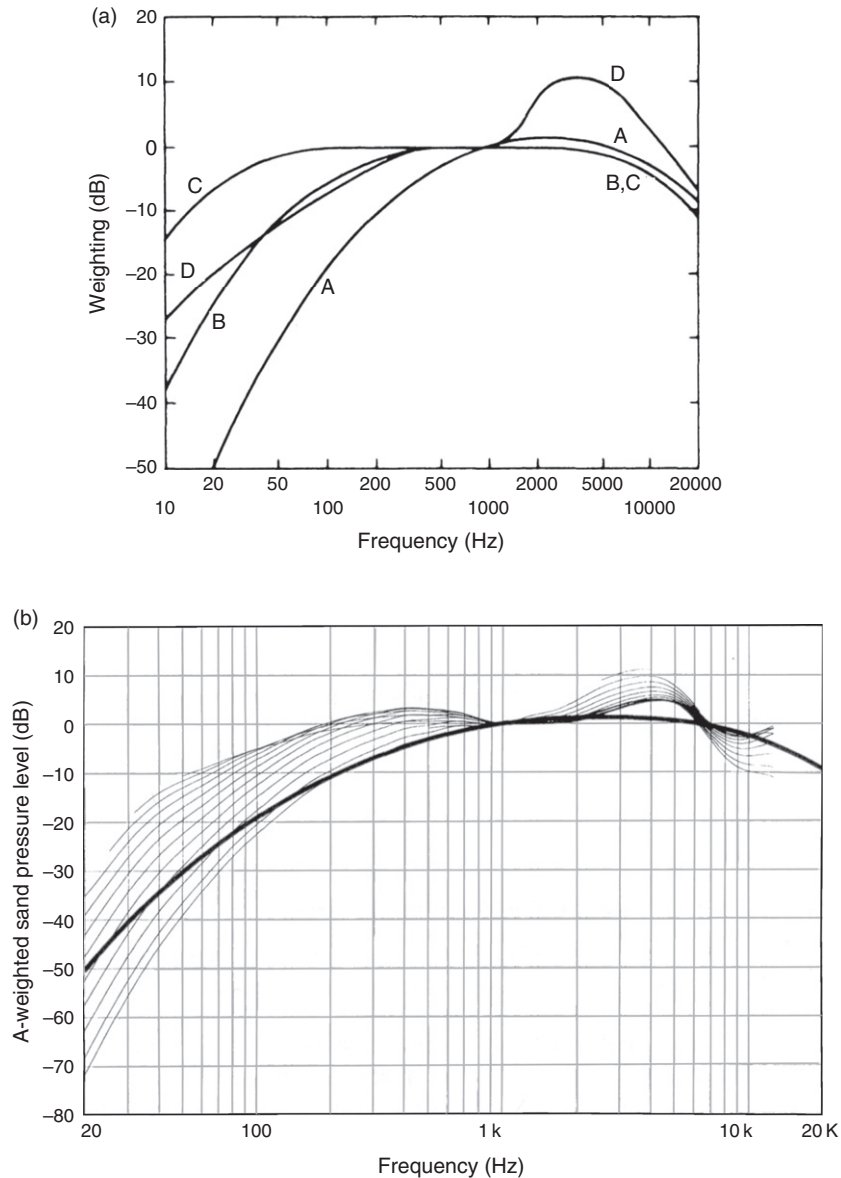 (a)
20
10
0
−10
−20
−30
−40
−50
Weighting (dB)
C
D
B
A
D
A
B,C
20 50 200 500 2000 5000 20000
10 100 1000 10000
Frequency (Hz)
(b)
20
10
0
−10
−20
−30
−40
−50
−60
−70
−80
A-weighted sand pressure level (dB)
20 100 1 k 10 k 20 K
Frequency (Hz)